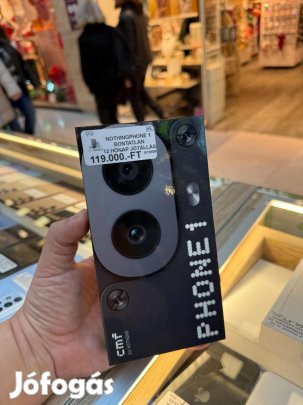 NOTHINGPHONE 1
BONTATLAN
12 HÓNAP JÓTÁLLÁS
119.000.-FT
PHONE 1
cmf
BY NOTHING
Jófogás